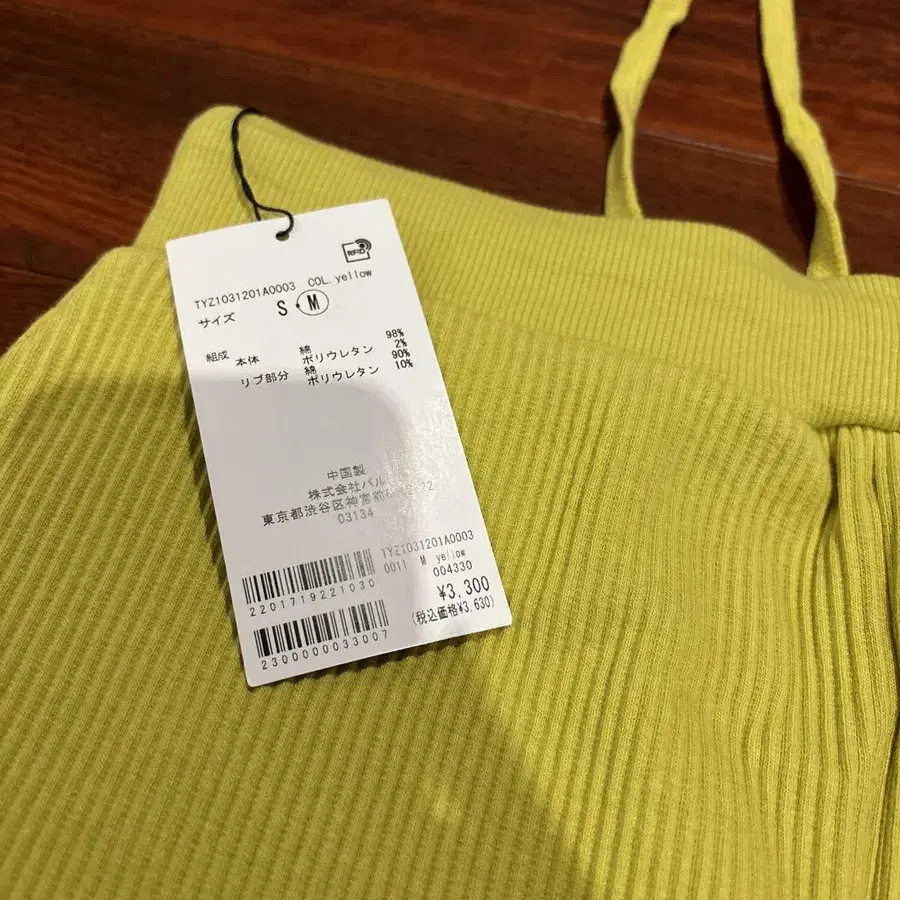 RFID
TYZ1031201A0003 COL.yellow
サイズ S・M
組成 本体 綿 98%
ポリウレタン 2%
リブ部分 綿 90%
ポリウレタン 10%
中国製
株式会社パル
東京都渋谷区神宮前6 22
03134
TYZ1031201A0003
0011 M yellow
004330
2201719221030
¥3,300
(税込価格¥3,630)
2300000033007